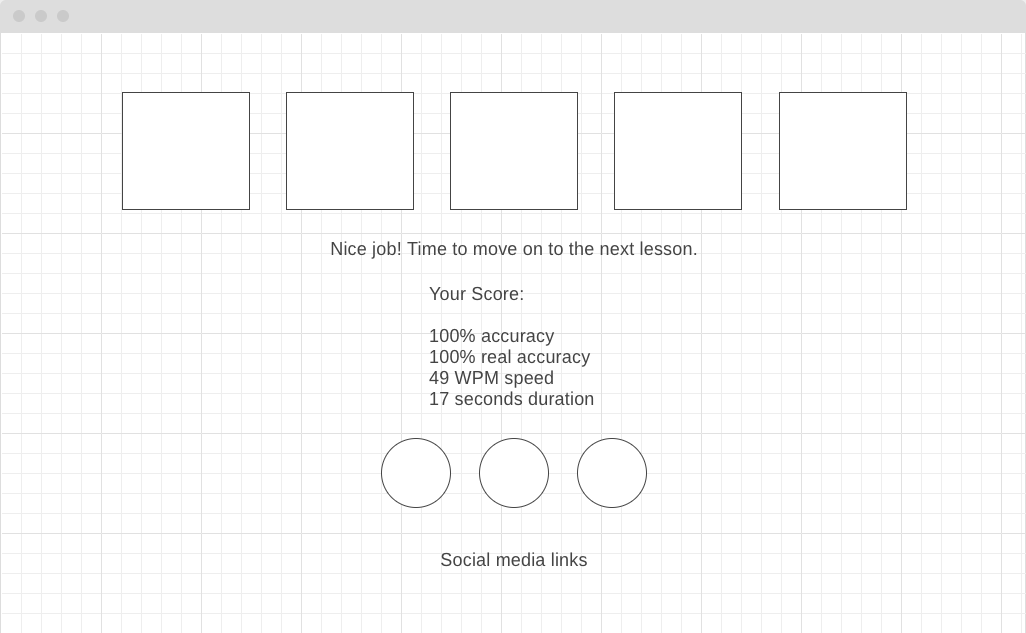 Nice job! Time to move on to the next lesson.
Your Score:
100% accuracy
100% real accuracy
49 WPM speed
17 seconds duration
Social media links